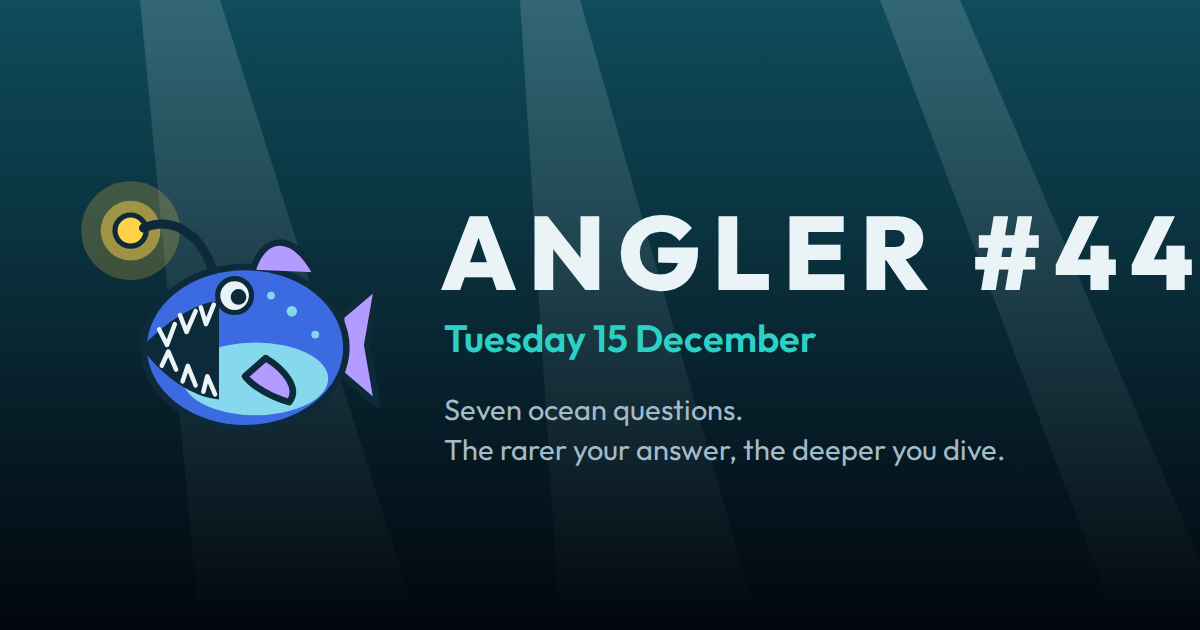 ANGLER #44
Tuesday 15 December
Seven ocean questions.
The rarer your answer, the deeper you dive.